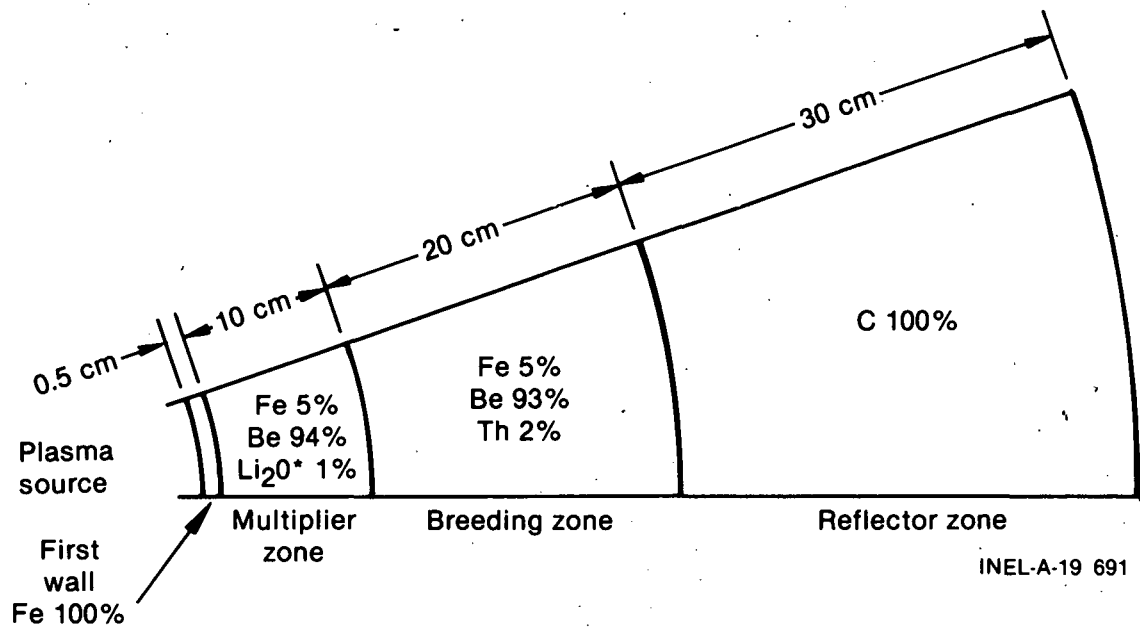 0.5 cm
10 cm
20 cm
30 cm
Plasma
source
Fe 5%
Be 94%
Li₂0* 1%
Fe 5%
Be 93%
Th 2%
C 100%
Multiplier
zone
Breeding zone
Reflector zone
First
wall
Fe 100%
INEL-A-19 691